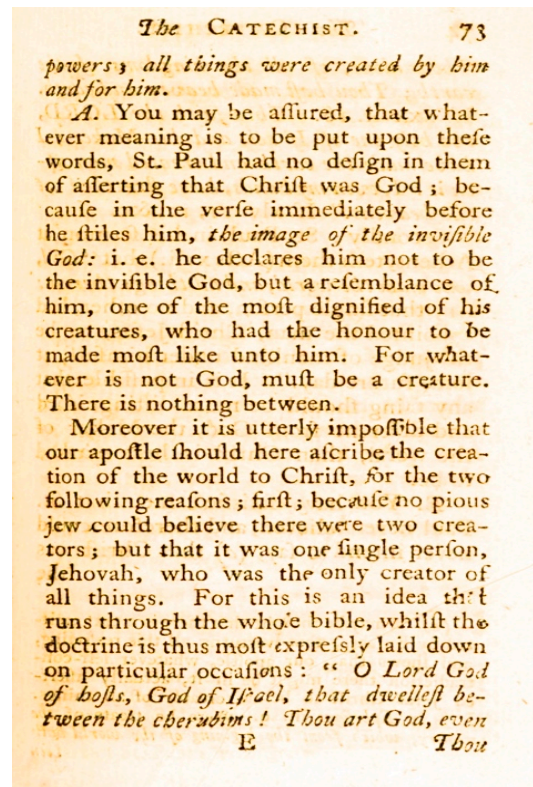 The CATECHIST. 73
powers; all things were created by him
and for him.
A. You may be aſſured, that what-
ever meaning is to be put upon theſe
words, St. Paul had no deſign in them
of aſſerting that Chriſt was God; be-
cauſe in the verſe immediately before
he ſtiles him, the image of the inviſible
God: i. e. he declares him not to be
the inviſible God, but a reſemblance of
him, one of the moſt dignified of his
creatures, who had the honour to be
made moſt like unto him. For what-
ever is not God, muſt be a creature.
There is nothing between.
Moreover it is utterly impoſſible that
our apoſtle ſhould here aſcribe the crea-
tion of the world to Chriſt, for the two
following reaſons; firſt; becauſe no pious
jew could believe there were two crea-
tors; but that it was one ſingle perſon,
Jehovah, who was the only creator of
all things. For this is an idea that
runs through the whole bible, whilſt the
doctrine is thus moſt expreſsly laid down
on particular occaſions: “ O Lord God
of hoſts, God of Iſrael, that dwelleſt be-
tween the cherubims! Thou art God, even
E Thou